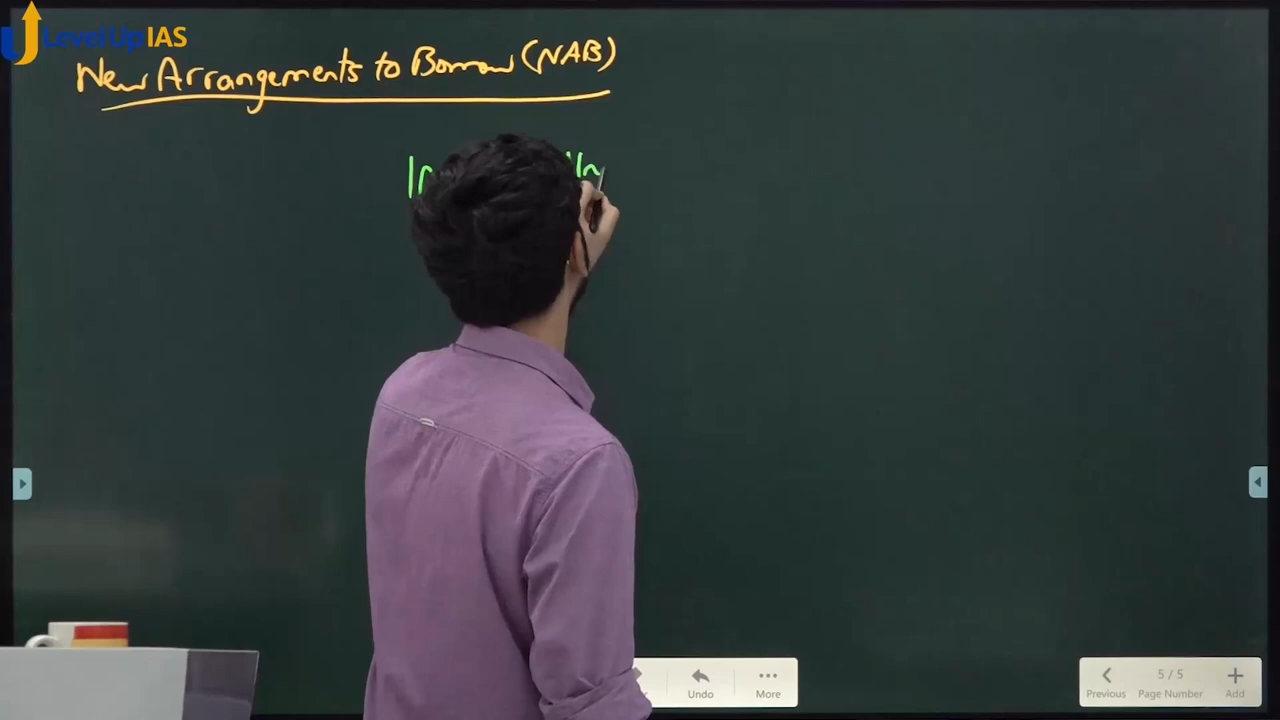 LevelUp IAS
New Arrangements to Borrow (NAB)
Undo
More
Previous
5 / 5
Page Number
Add